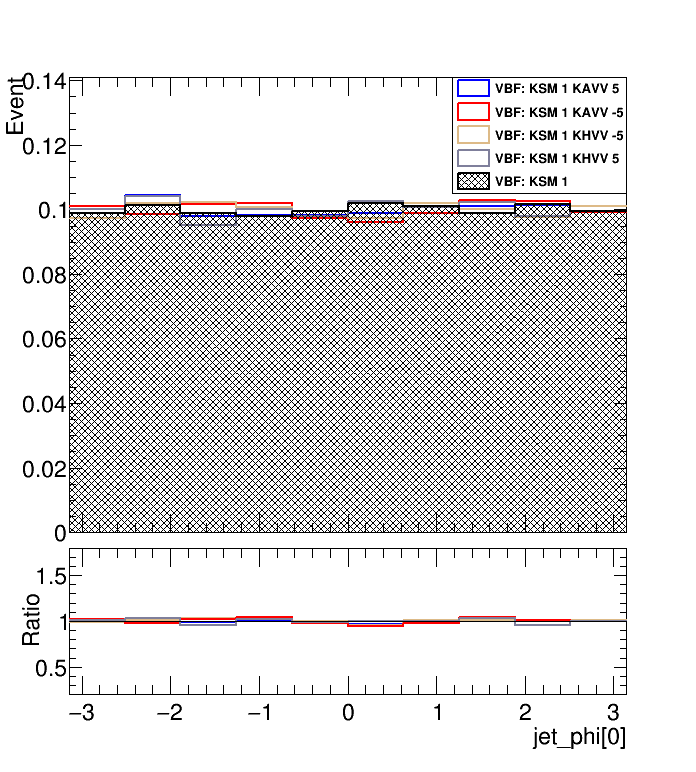 Event
0.14
0.12
0.1
0.08
0.06
0.04
0.02
0
VBF: KSM 1 KAVV 5
VBF: KSM 1 KAVV -5
VBF: KSM 1 KHVV -5
VBF: KSM 1 KHVV 5
VBF: KSM 1
Ratio
1.5
1
0.5
−3 −2 −1 0 1 2 3
jet_phi[0]